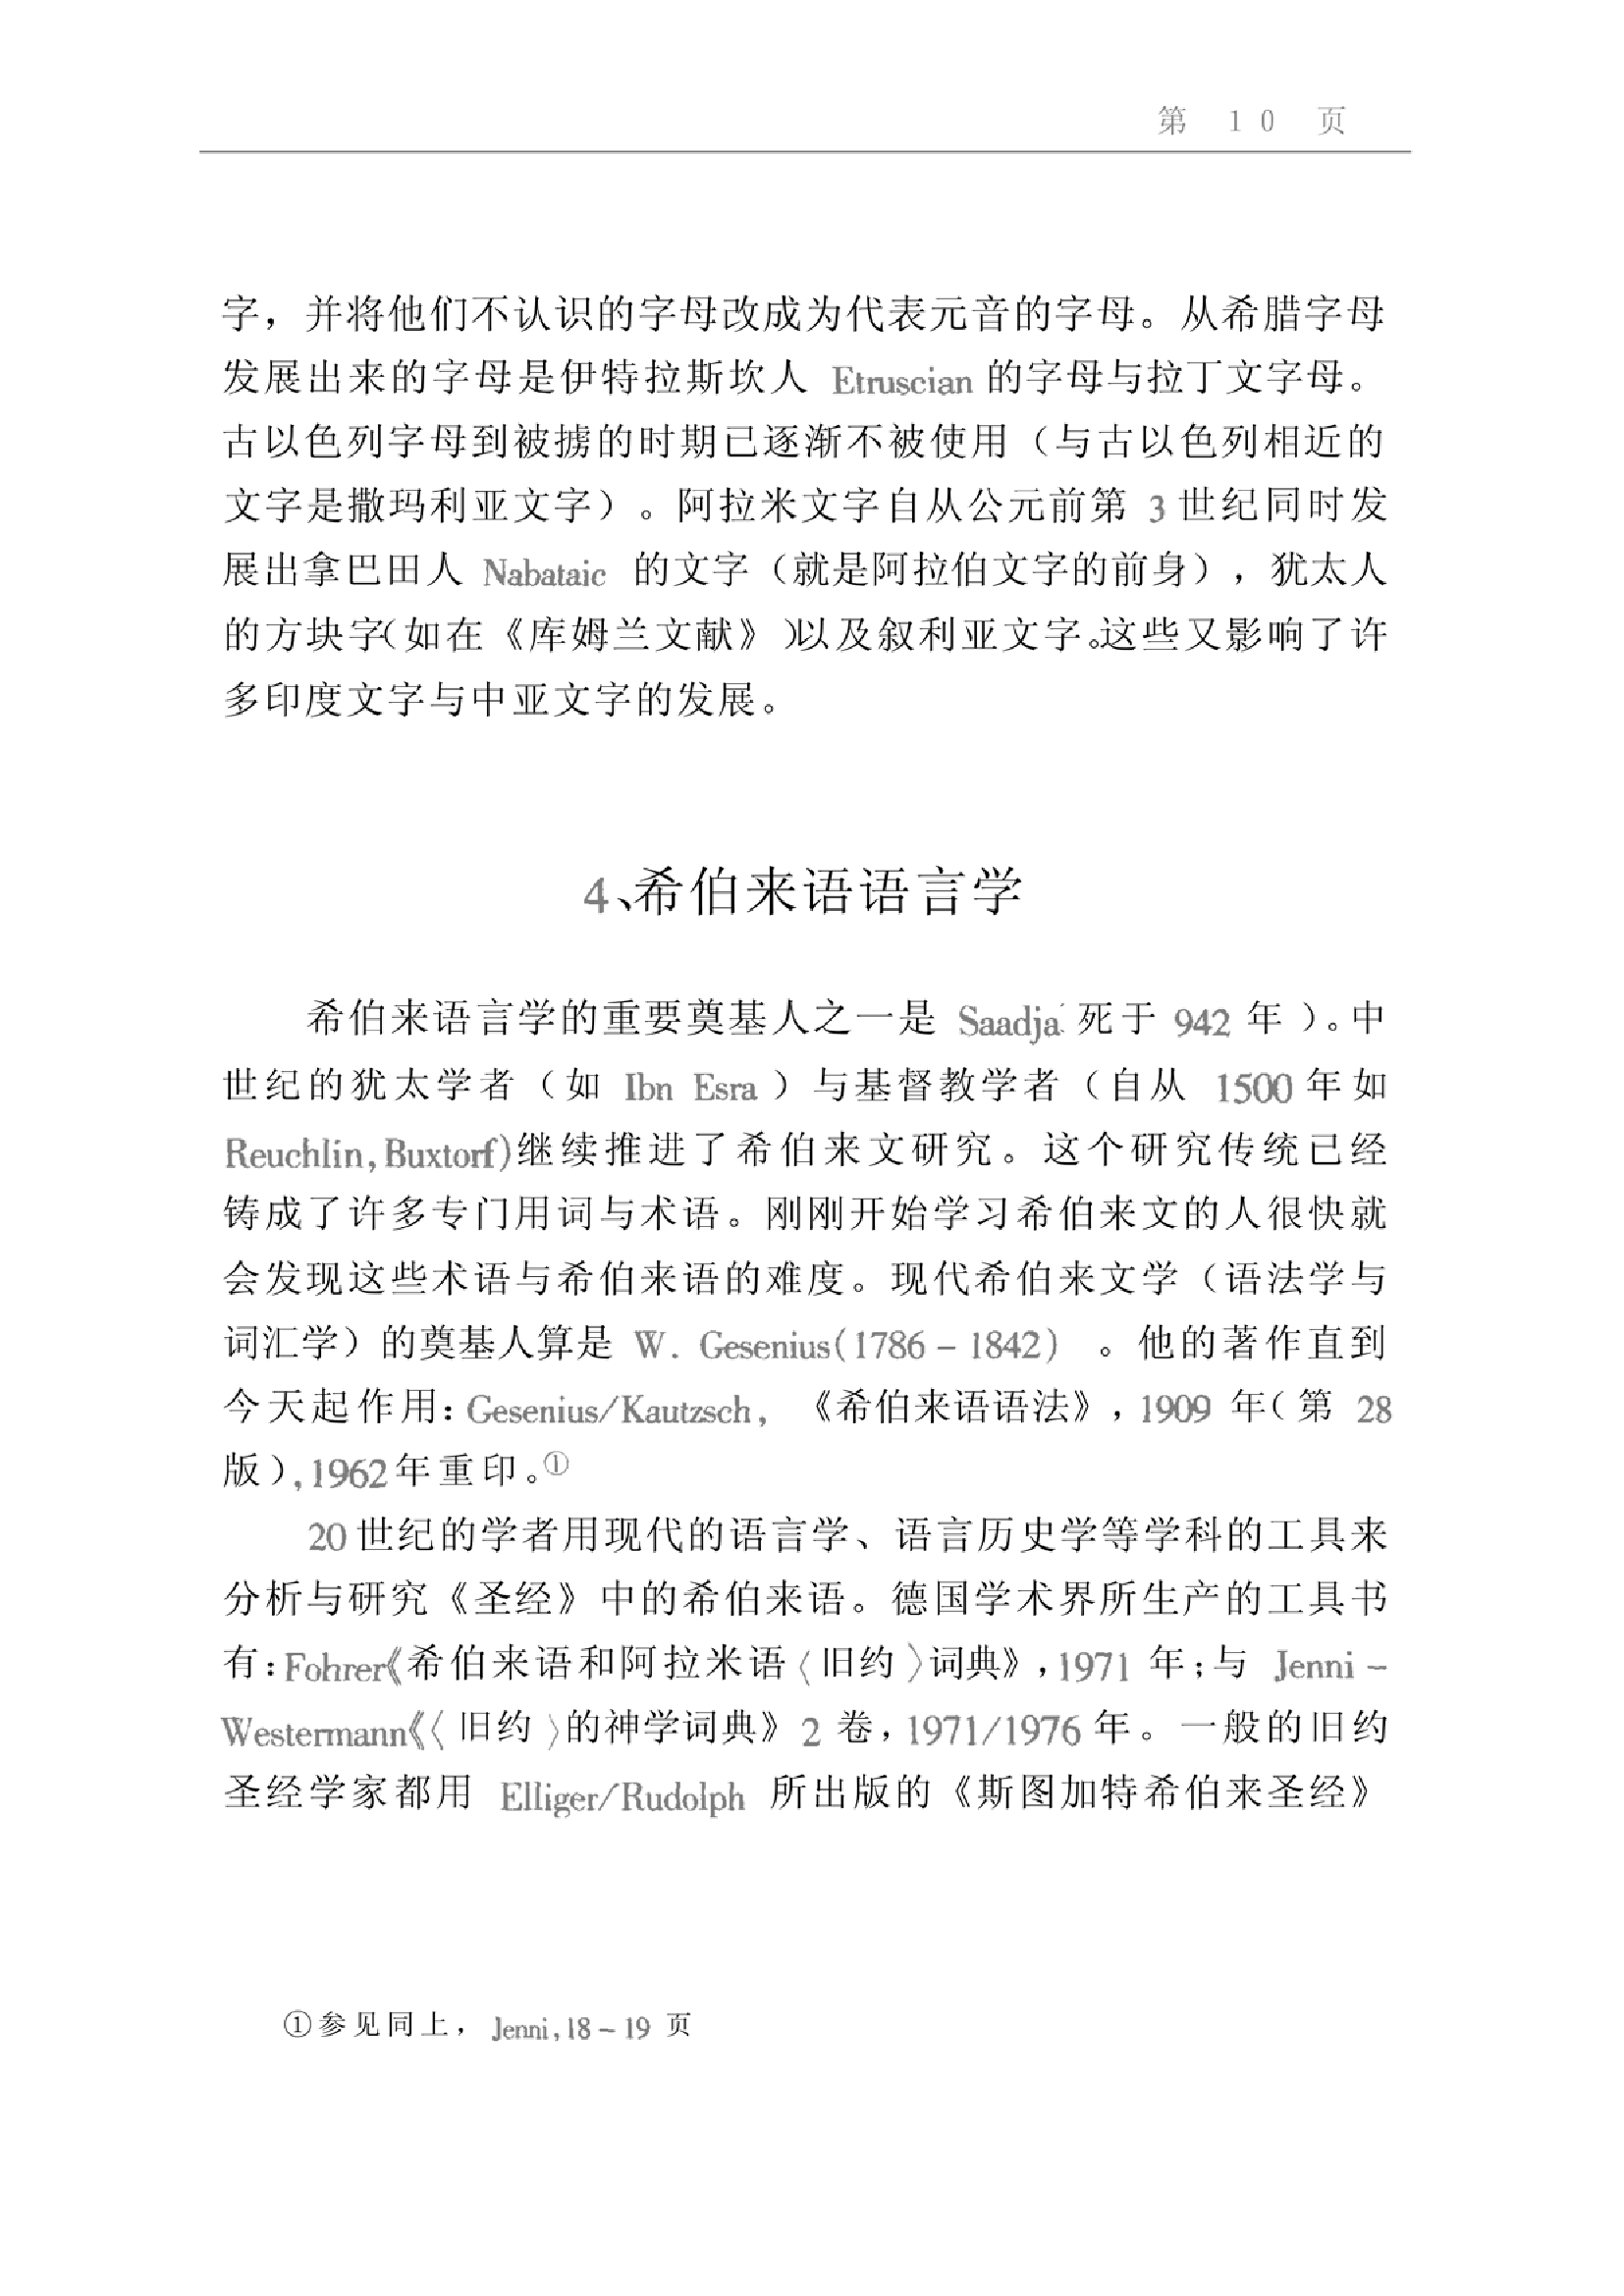 第 10 页
字，并将他们不认识的字母改成为代表元音的字母。从希腊字母
发展出来的字母是伊特拉斯坎人 Etruscian 的字母与拉丁文字母。
古以色列字母到被掳的时期已逐渐不被使用（与古以色列相近的
文字是撒玛利亚文字）。阿拉米文字自从公元前第 3 世纪同时发
展出拿巴田人 Nabataic 的文字（就是阿拉伯文字的前身），犹太人
的方块字（如在《库姆兰文献》）以及叙利亚文字。这些又影响了许
多印度文字与中亚文字的发展。
4、希伯来语语言学
希伯来语言学的重要奠基人之一是 Saadja 死于 942 年）。中
世纪的犹太学者（如 Ibn Esra）与基督教学者（自从 1500 年如
Reuchlin, Buxtorf)继续推进了希伯来文研究。这个研究传统已经
铸成了许多专门用词与术语。刚刚开始学习希伯来文的人很快就
会发现这些术语与希伯来语的难度。现代希伯来文学（语法学与
词汇学）的奠基人算是 W. Gesenius(1786 – 1842) 。他的著作直到
今天起作用：Gesenius/Kautzsch, 《希伯来语语法》，1909 年（第 28
版），1962年重印。①
20世纪的学者用现代的语言学、语言历史学等学科的工具来
分析与研究《圣经》中的希伯来语。德国学术界所生产的工具书
有：Fohrer《希伯来语和阿拉米语〈旧约〉词典》，1971 年；与 Jenni –
Westermann《〈旧约〉的神学词典》2 卷，1971/1976 年。一般的旧约
圣经学家都用 Elliger/Rudolph 所出版的《斯图加特希伯来圣经》
①参见同上，Jenni, 18 ~ 19 页